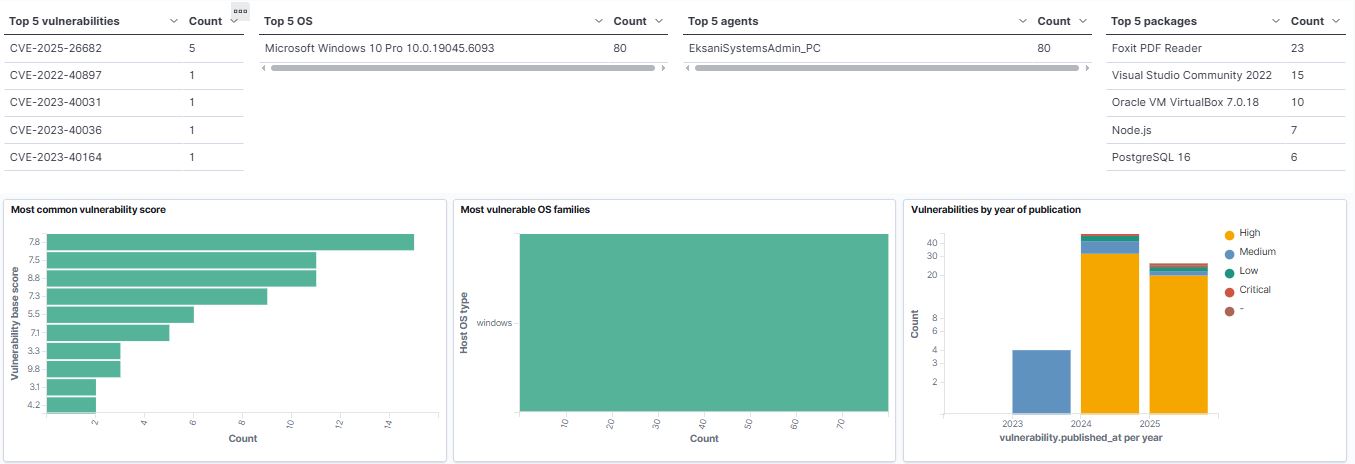 Top 5 vulnerabilities Count
CVE-2025-26682 5
CVE-2022-40897 1
CVE-2023-40031 1
CVE-2023-40036 1
CVE-2023-40164 1
Top 5 OS Count
Microsoft Windows 10 Pro 10.0.19045.6093 80
Top 5 agents Count
EksaniSystemsAdmin_PC 80
Top 5 packages Count
Foxit PDF Reader 23
Visual Studio Community 2022 15
Oracle VM VirtualBox 7.0.18 10
Node.js 7
PostgreSQL 16 6
Most common vulnerability score
Vulnerability base score
7.8
7.5
8.8
7.3
5.5
7.1
3.3
9.8
3.1
4.2
2 4 6 8 10 12 14
Count
Most vulnerable OS families
Host OS type
windows
10 20 30 40 50 60 70
Count
Vulnerabilities by year of publication
Count
40
30
20
8
6
4
3
2
2023 2024 2025
vulnerability.published_at per year
High
Medium
Low
Critical
-